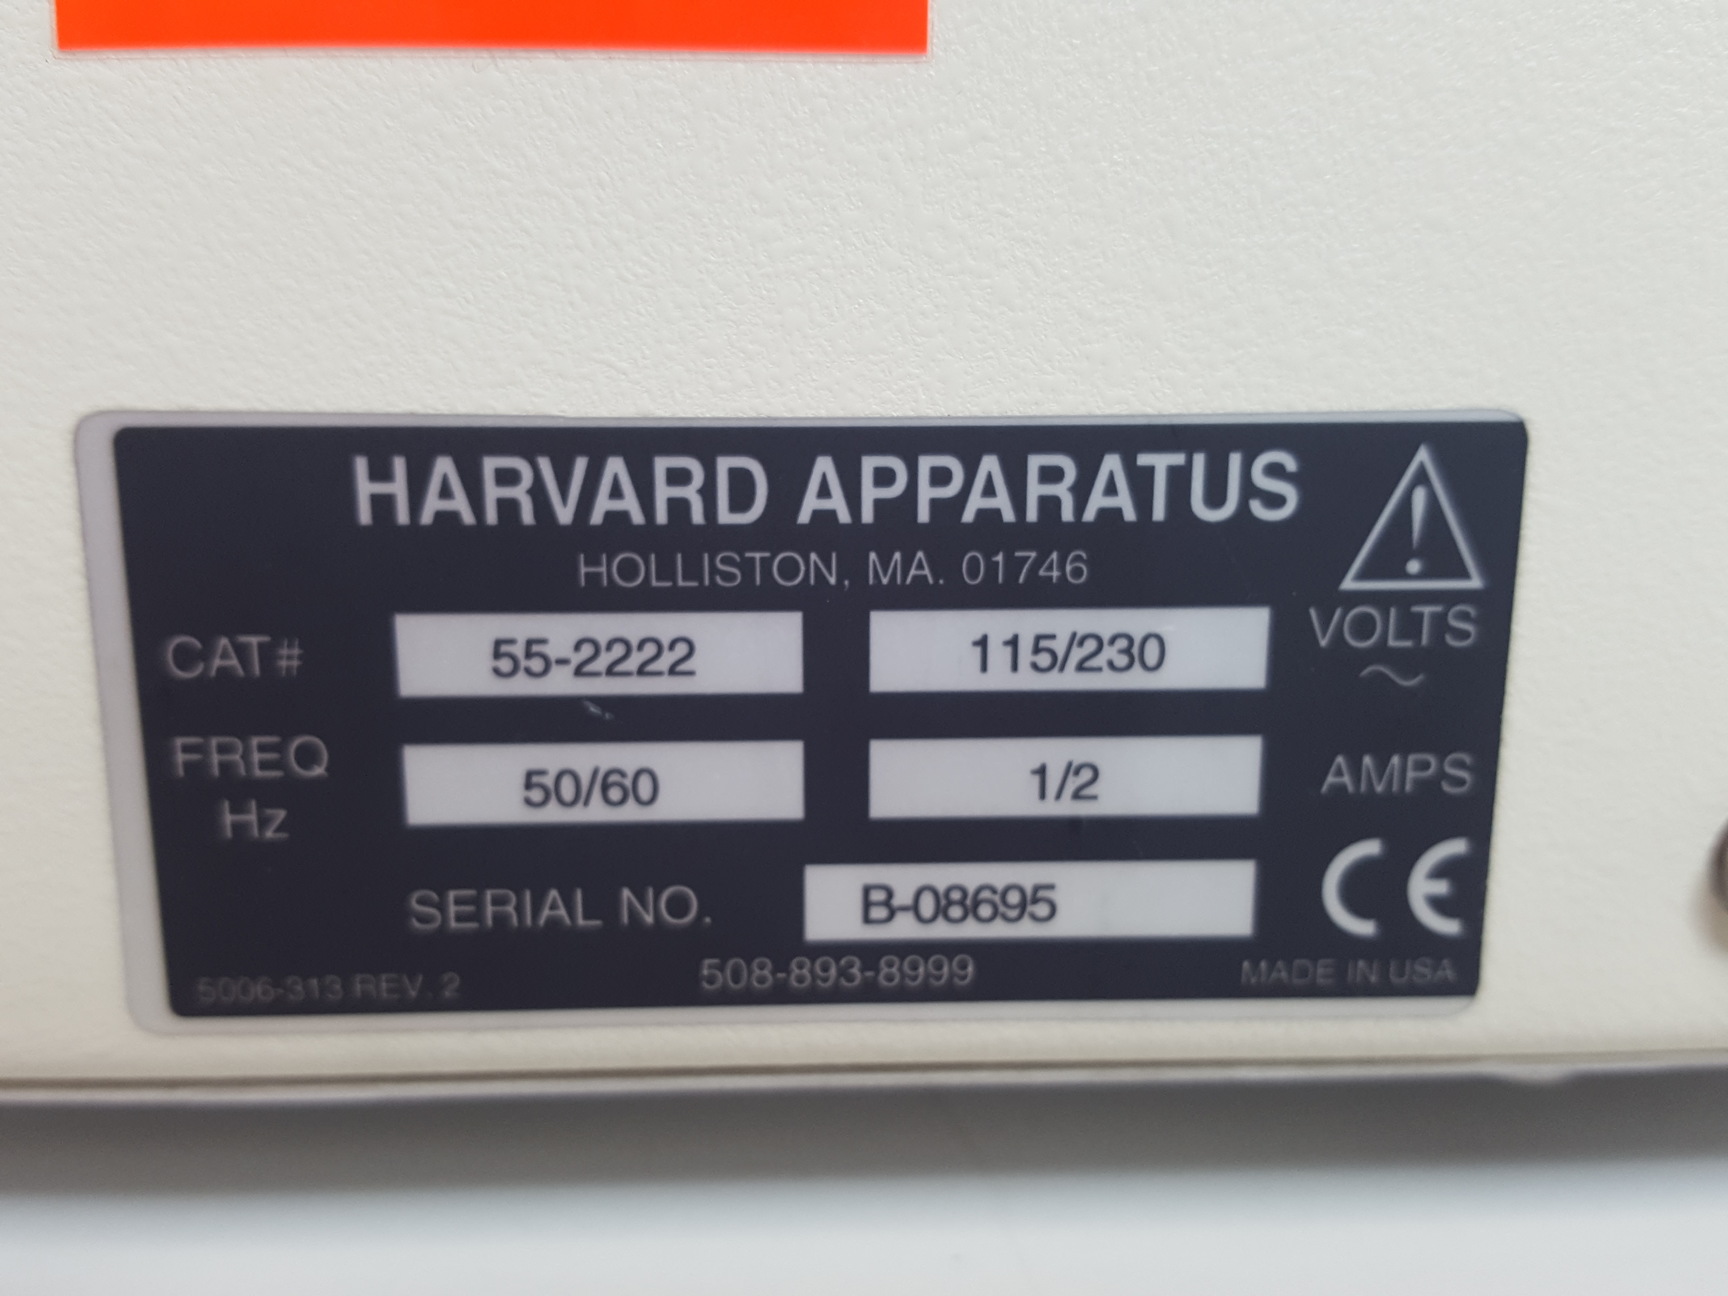 HARVARD APPARATUS
HOLLISTON, MA. 01746
CAT# 55-2222 115/230 VOLTS
~
FREQ Hz 50/60 1/2 AMPS
SERIAL NO. B-08695 CE
5006-313 REV. 2 508-893-8999 MADE IN USA